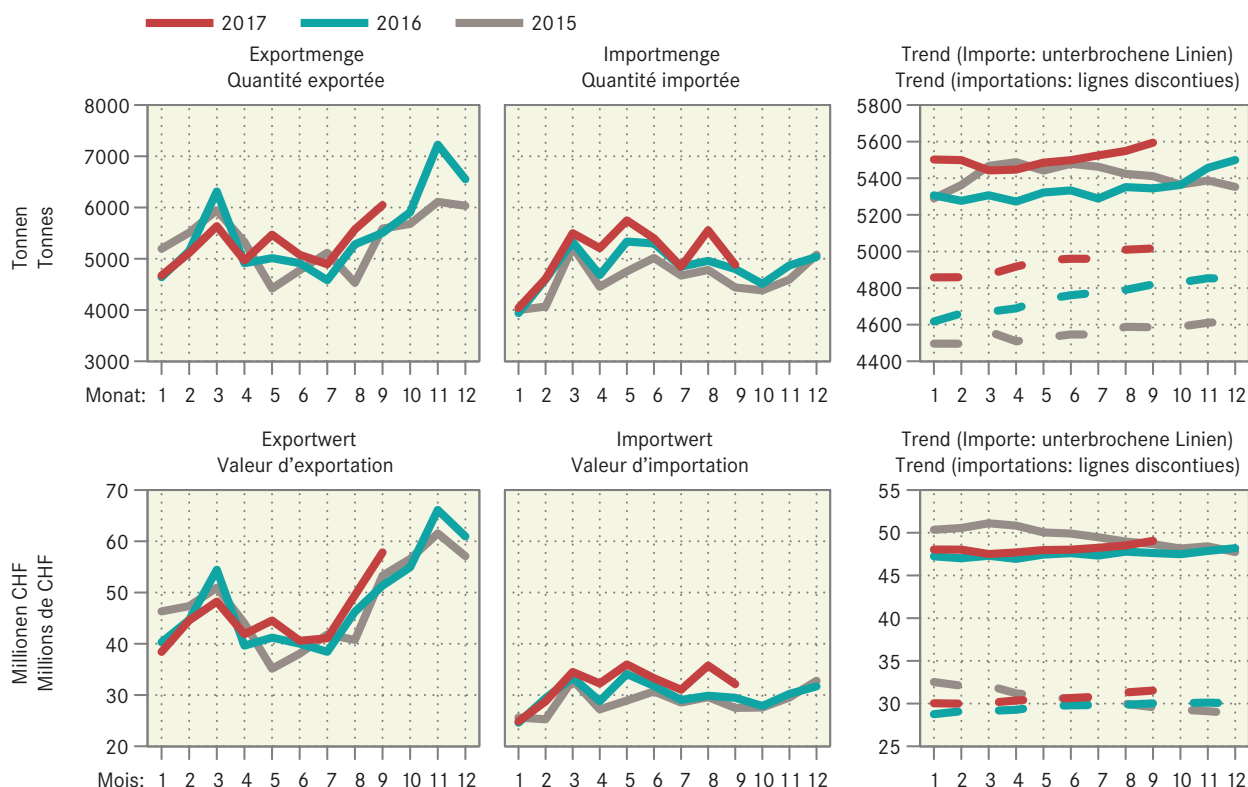 2017 2016 2015
Exportmenge
Quantité exportée
Importmenge
Quantité importée
Trend (Importe: unterbrochene Linien)
Trend (importations: lignes discontiues)
Tonnen
Tonnes
8000
7000
6000
5000
4000
3000
5800
5600
5400
5200
5000
4800
4600
4400
Monat: 1 2 3 4 5 6 7 8 9 10 11 12
1 2 3 4 5 6 7 8 9 10 11 12
1 2 3 4 5 6 7 8 9 10 11 12
Exportwert
Valeur d’exportation
Importwert
Valeur d’importation
Trend (Importe: unterbrochene Linien)
Trend (importations: lignes discontiues)
Millionen CHF
Millions de CHF
70
60
50
40
30
20
55
50
45
40
35
30
25
Mois: 1 2 3 4 5 6 7 8 9 10 11 12
1 2 3 4 5 6 7 8 9 10 11 12
1 2 3 4 5 6 7 8 9 10 11 12